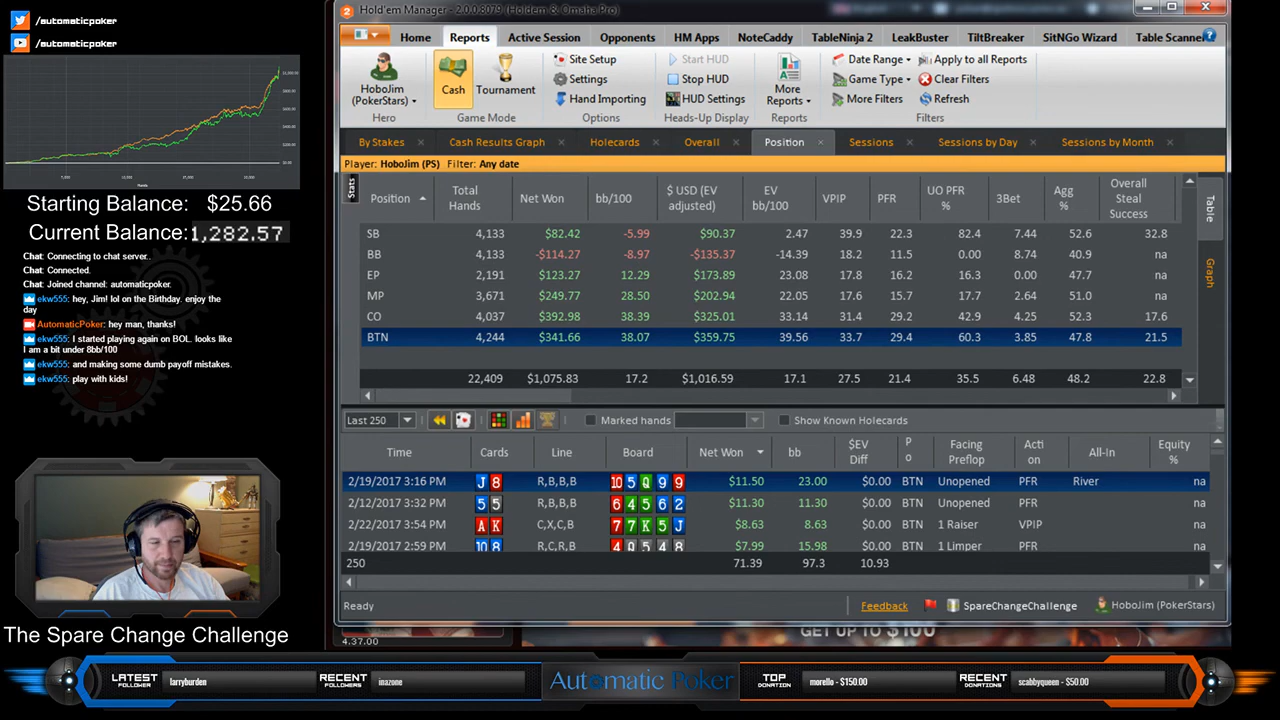 /automaticpoker
/automaticpoker
Starting Balance: $25.66
Current Balance: 1,282.57
Chat: Connecting to chat server..
Chat: Connected.
Chat: Joined channel: automaticpoker.
ekw555: hey, Jim! lol on the Birthday. enjoy the
day
AutomaticPoker: hey man, thanks!
ekw555: I started playing again on BOL. looks like
I am a bit under 8bb/100
ekw555: and making some dumb payoff mistakes.
ekw555: play with kids!
The Spare Change Challenge
Hold'em Manager - 2.0.0.8079 (Holdem & Omaha Pro)
Home Reports Active Session Opponents HM Apps NoteCaddy TableNinja 2 LeakBuster TiltBreaker SitNGo Wizard Table Scanner
HoboJim
(PokerStars)
Hero
Cash Tournament
Game Mode
Site Setup
Settings
Hand Importing
Options
Start HUD
Stop HUD
HUD Settings
Heads-Up Display
More
Reports
Reports
Date Range Apply to all Reports
Game Type Clear Filters
More Filters Refresh
Filters
By Stakes Cash Results Graph Holecards Overall Position Sessions Sessions by Day Sessions by Month
Player: HoboJim (PS) Filter: Any date
Stats
Position Total Hands Net Won bb/100 $ USD (EV adjusted) EV bb/100 VPIP PFR UO PFR % 3Bet Agg % Overall Steal Success
SB 4,133 $82.42 -5.99 $90.37 2.47 39.9 22.3 82.4 7.44 52.6 32.8
BB 4,133 -$114.27 -8.97 -$135.37 -14.39 18.2 11.5 0.00 8.74 40.9 na
EP 2,191 $123.27 12.29 $173.89 23.08 17.8 16.2 16.3 0.00 47.7 na
MP 3,671 $249.77 28.50 $202.94 22.05 17.6 15.7 17.7 2.64 51.0 na
CO 4,037 $392.98 38.39 $325.01 33.14 31.4 29.2 42.9 4.25 52.3 17.6
BTN 4,244 $341.66 38.07 $359.75 39.56 33.7 29.4 60.3 3.85 47.8 21.5
22,409 $1,075.83 17.2 $1,016.59 17.1 27.5 21.4 35.5 6.48 48.2 22.8
Table
Graph
Last 250 Marked hands Show Known Holecards
Time Cards Line Board Net Won bb $EV Diff Po Facing Preflop Action All-In Equity %
2/19/2017 3:16 PM J 8 R,B,B,B 10 5 Q 9 9 $11.50 23.00 $0.00 BTN Unopened PFR River na
2/12/2017 3:32 PM 5 5 R,B,B,B 6 4 5 6 2 $11.30 11.30 $0.00 BTN Unopened PFR na
2/22/2017 3:54 PM A K C,X,C,B 7 7 K 5 J $8.63 8.63 $0.00 BTN 1 Raiser VPIP na
2/19/2017 2:59 PM 10 8 R,C,R,B 4 Q 5 4 8 $7.99 15.98 $0.00 BTN 1 Limper PFR na
250 71.39 97.3 10.93
Ready Feedback SpareChangeChallenge HoboJim (PokerStars)
4.37.00
GET UP TO $100
LATEST
FOLLOWER
larryburden
RECENT
FOLLOWERS
inazone
Automatic Poker
TOP
DONATION
morello - $150.00
RECENT
DONATIONS
scabbyqueen - $50.00